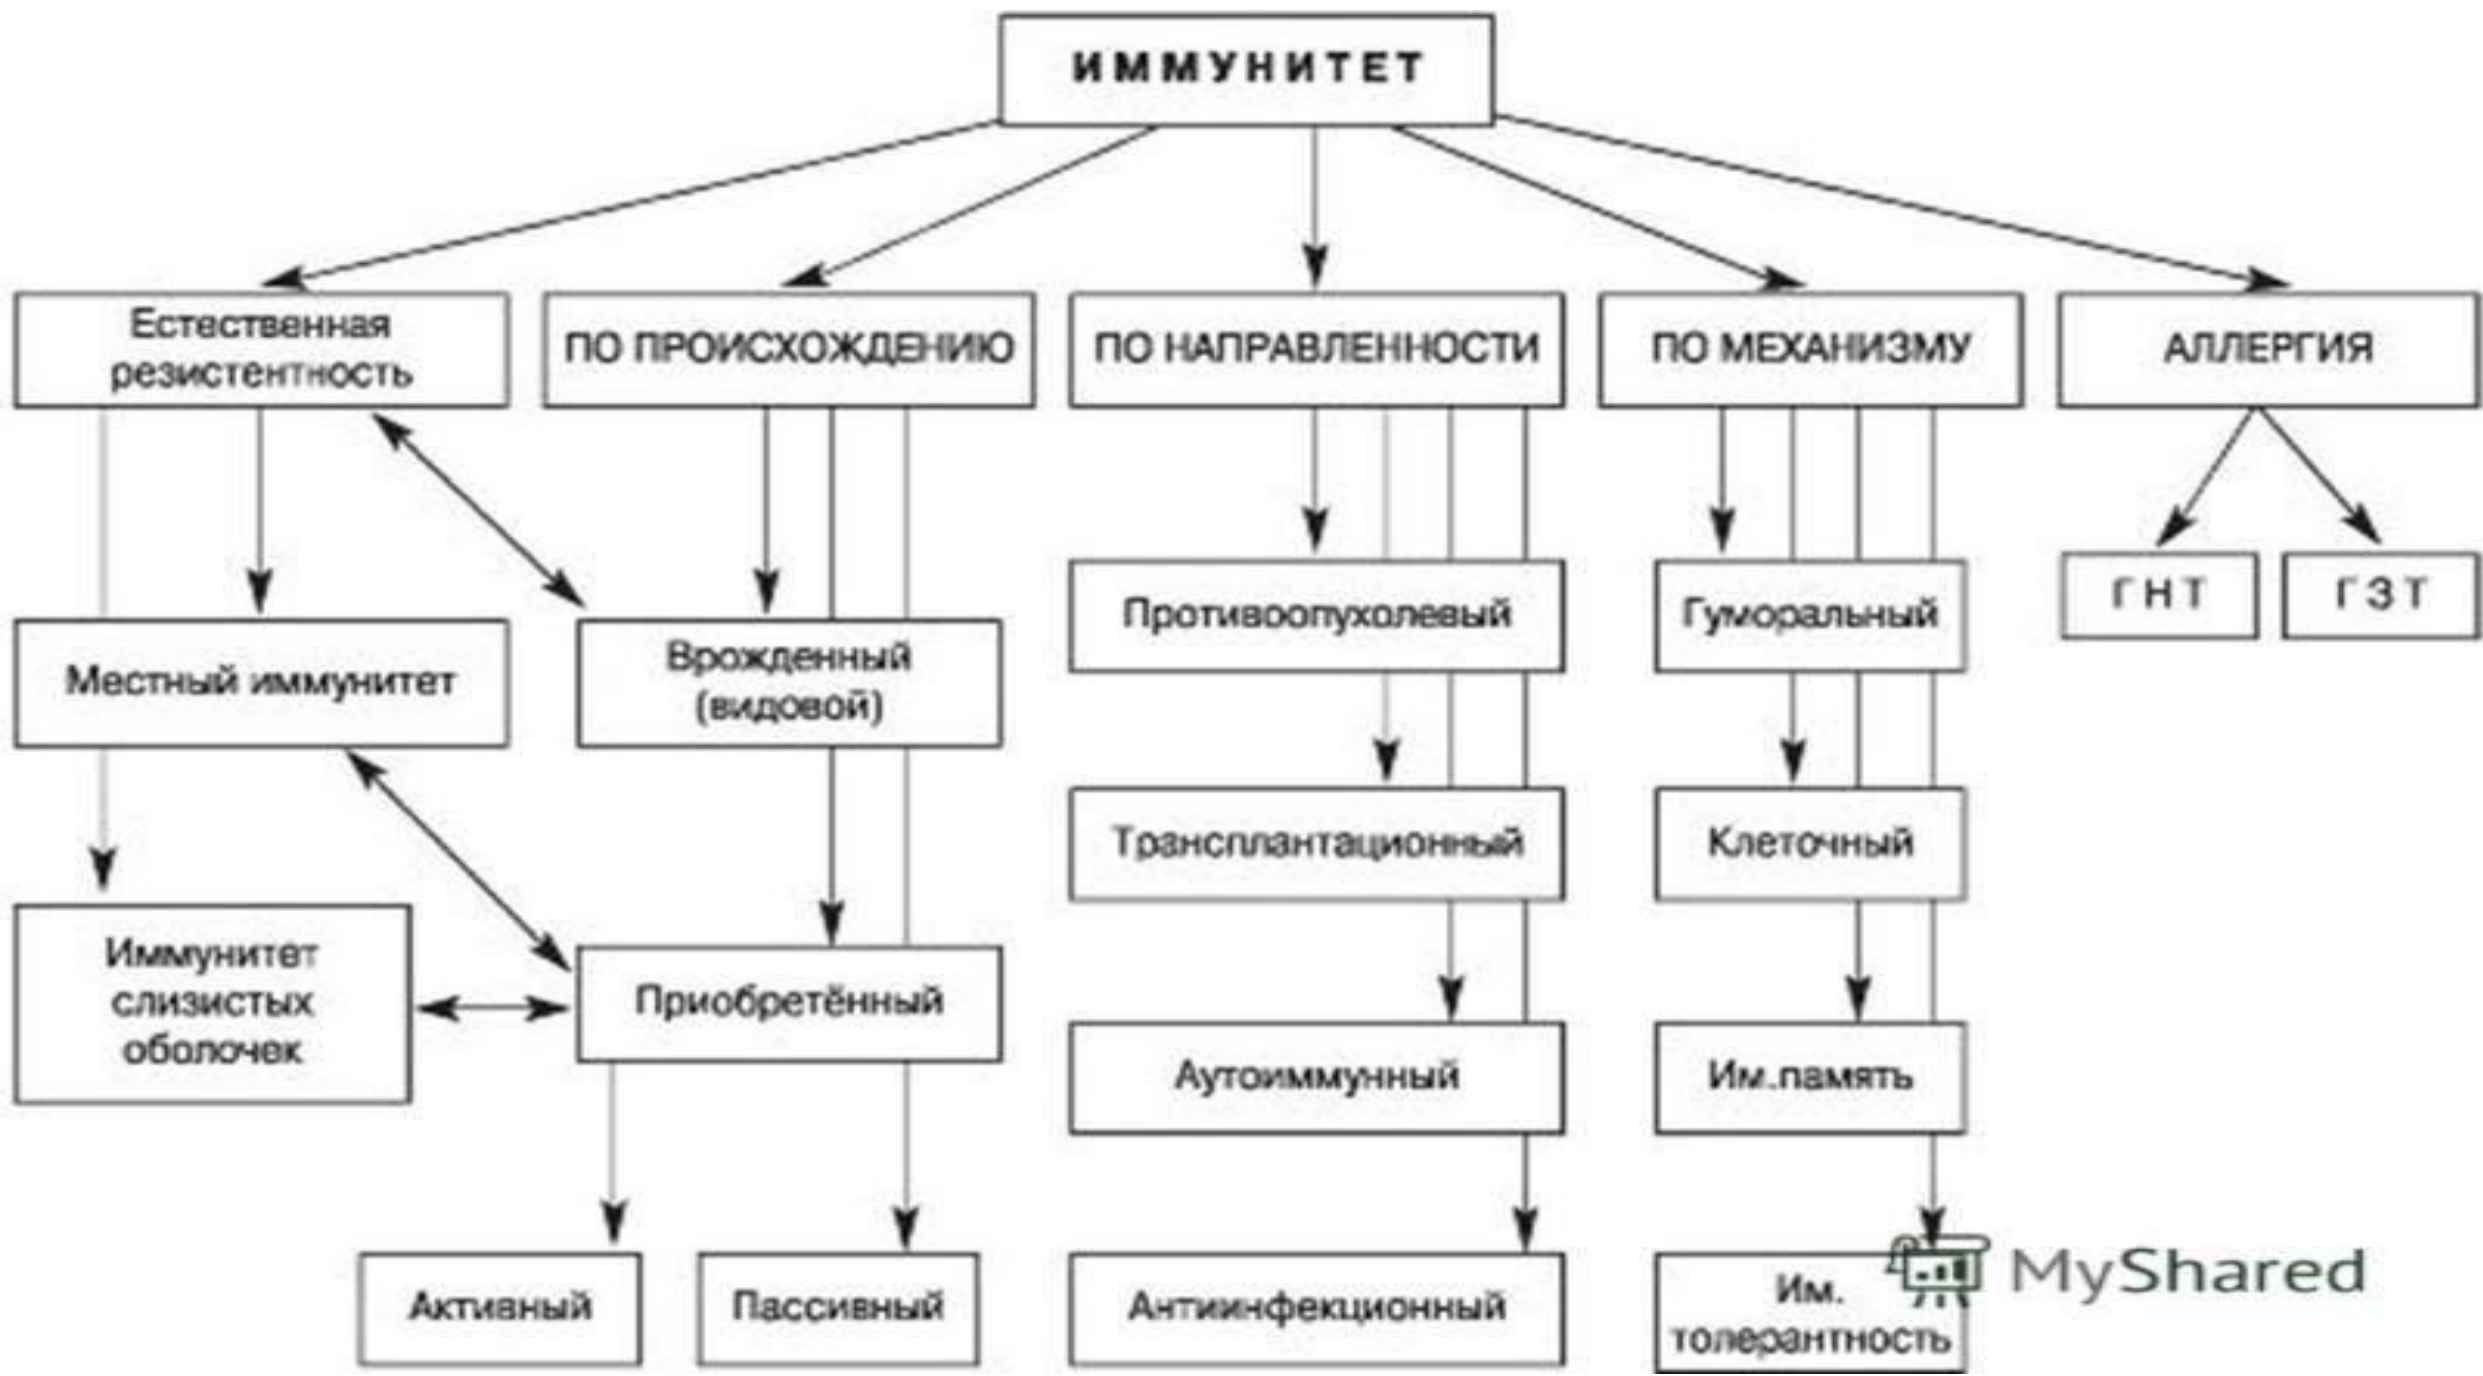 ИММУНИТЕТ
Естественная
резистентность
ПО ПРОИСХОЖДЕНИЮ
ПО НАПРАВЛЕННОСТИ
ПО МЕХАНИЗМУ
АЛЛЕРГИЯ
Противоопухолевый
Гуморальный
ГНТ
ГЗТ
Местный иммунитет
Врожденный
(видовой)
Трансплантационный
Клеточный
Иммунитет
слизистых
оболочек
Приобретённый
Аутоиммунный
Им.память
Активный
Пассивный
Антиинфекционный
Им.
толерантность
MyShared